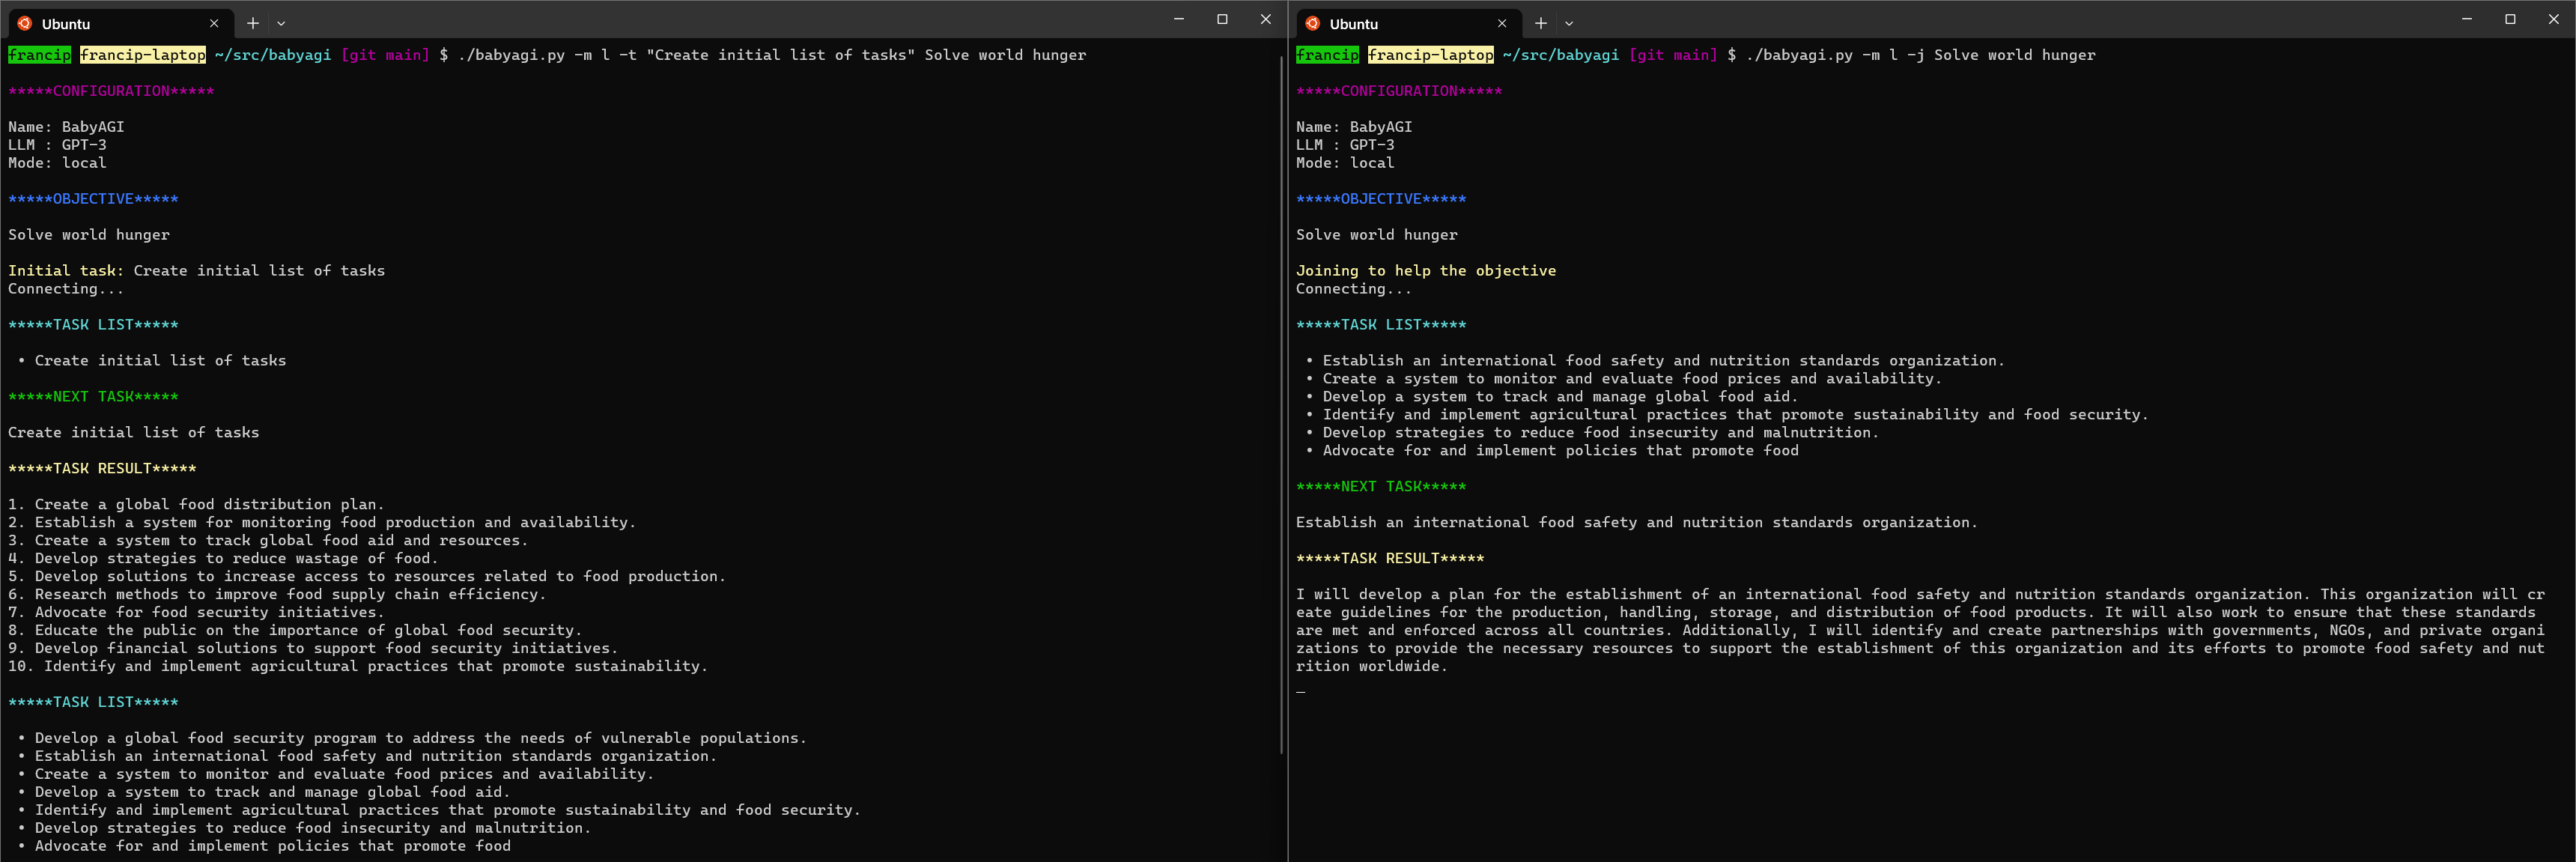 Ubuntu
francip francip-laptop ~/src/babyagi [git main] $ ./babyagi.py -m l -t "Create initial list of tasks" Solve world hunger
*****CONFIGURATION*****
Name: BabyAGI
LLM : GPT-3
Mode: local
*****OBJECTIVE*****
Solve world hunger
Initial task: Create initial list of tasks
Connecting...
*****TASK LIST*****
• Create initial list of tasks
*****NEXT TASK*****
Create initial list of tasks
*****TASK RESULT*****
1. Create a global food distribution plan.
2. Establish a system for monitoring food production and availability.
3. Create a system to track global food aid and resources.
4. Develop strategies to reduce wastage of food.
5. Develop solutions to increase access to resources related to food production.
6. Research methods to improve food supply chain efficiency.
7. Advocate for food security initiatives.
8. Educate the public on the importance of global food security.
9. Develop financial solutions to support food security initiatives.
10. Identify and implement agricultural practices that promote sustainability.
*****TASK LIST*****
• Develop a global food security program to address the needs of vulnerable populations.
• Establish an international food safety and nutrition standards organization.
• Create a system to monitor and evaluate food prices and availability.
• Develop a system to track and manage global food aid.
• Identify and implement agricultural practices that promote sustainability and food security.
• Develop strategies to reduce food insecurity and malnutrition.
• Advocate for and implement policies that promote food
Ubuntu
francip francip-laptop ~/src/babyagi [git main] $ ./babyagi.py -m l -j Solve world hunger
*****CONFIGURATION*****
Name: BabyAGI
LLM : GPT-3
Mode: local
*****OBJECTIVE*****
Solve world hunger
Joining to help the objective
Connecting...
*****TASK LIST*****
• Establish an international food safety and nutrition standards organization.
• Create a system to monitor and evaluate food prices and availability.
• Develop a system to track and manage global food aid.
• Identify and implement agricultural practices that promote sustainability and food security.
• Develop strategies to reduce food insecurity and malnutrition.
• Advocate for and implement policies that promote food
*****NEXT TASK*****
Establish an international food safety and nutrition standards organization.
*****TASK RESULT*****
I will develop a plan for the establishment of an international food safety and nutrition standards organization. This organization will cr
eate guidelines for the production, handling, storage, and distribution of food products. It will also work to ensure that these standards
are met and enforced across all countries. Additionally, I will identify and create partnerships with governments, NGOs, and private organi
zations to provide the necessary resources to support the establishment of this organization and its efforts to promote food safety and nut
rition worldwide.